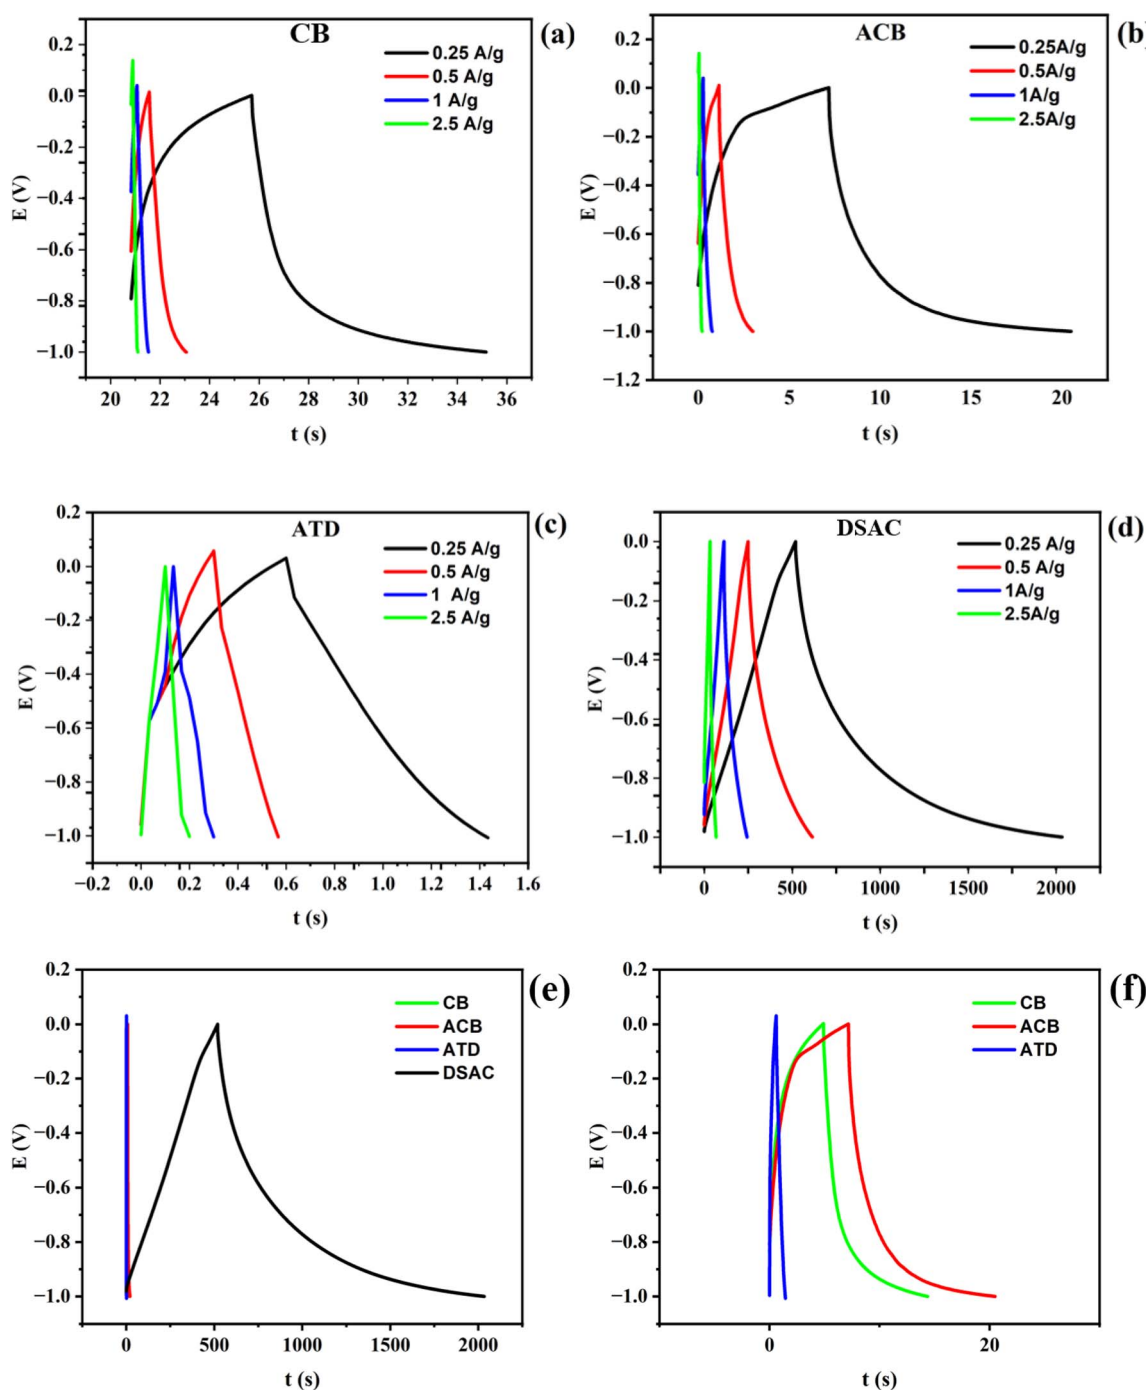 CB
(a)
0.25 A/g
0.5 A/g
1 A/g
2.5 A/g
0.2
0.0
−0.2
−0.4
−0.6
−0.8
−1.0
E (V)
20 22 24 26 28 30 32 34 36
t (s)
ACB
(b)
0.25A/g
0.5A/g
1A/g
2.5A/g
0.2
0.0
−0.2
−0.4
−0.6
−0.8
−1.0
−1.2
E (V)
0 5 10 15 20
t (s)
ATD
(c)
0.25 A/g
0.5 A/g
1 A/g
2.5 A/g
0.2
0.0
−0.2
−0.4
−0.6
−0.8
−1.0
E (V)
−0.2 0.0 0.2 0.4 0.6 0.8 1.0 1.2 1.4 1.6
t (s)
DSAC
(d)
0.25 A/g
0.5 A/g
1A/g
2.5A/g
0.0
−0.2
−0.4
−0.6
−0.8
−1.0
E (V)
0 500 1000 1500 2000
t (s)
(e)
CB
ACB
ATD
DSAC
0.2
0.0
−0.2
−0.4
−0.6
−0.8
−1.0
E (V)
0 500 1000 1500 2000
t (s)
(f)
CB
ACB
ATD
0.2
0.0
−0.2
−0.4
−0.6
−0.8
−1.0
E (V)
0 20
t (s)